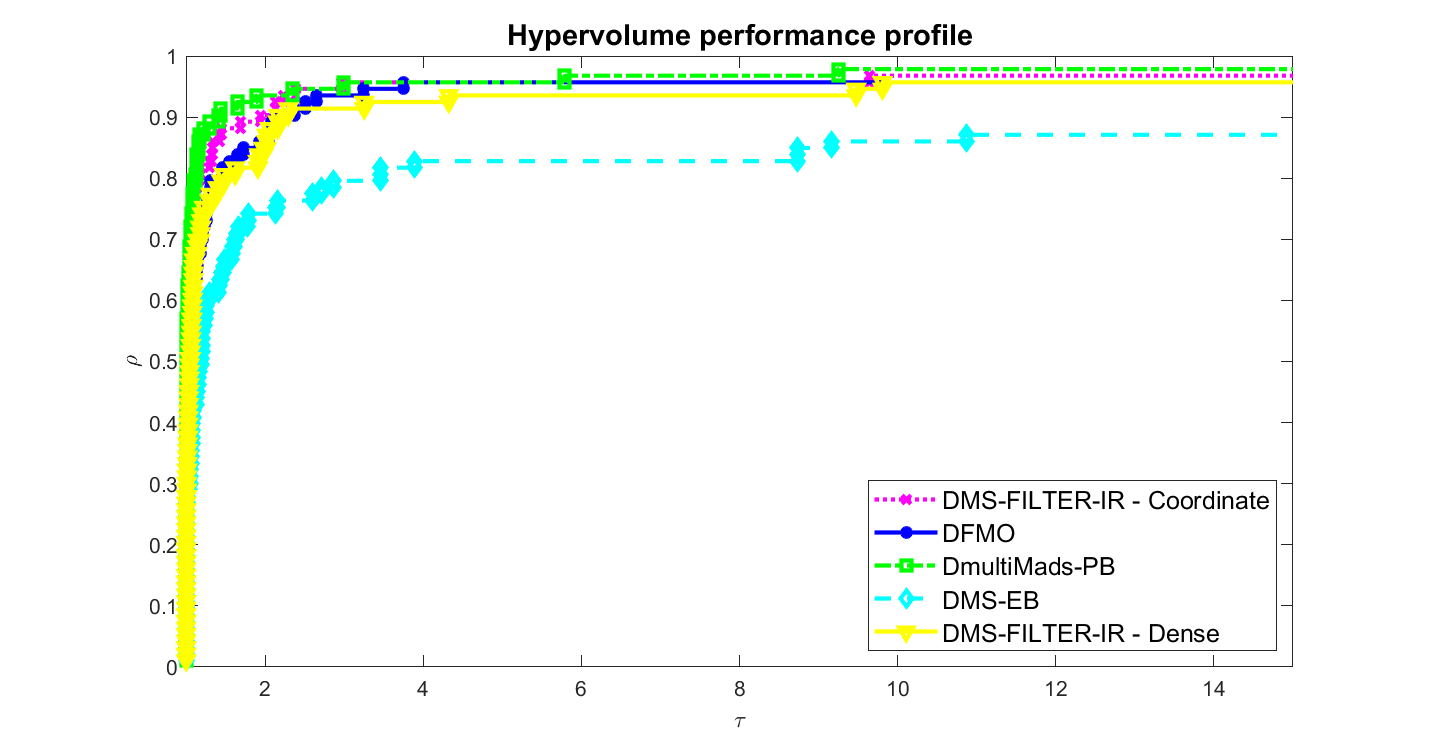 Hypervolume performance profile
1
0.9
0.8
0.7
0.6
0.5
0.4
0.3
0.2
0.1
0
ρ
2
4
6
8
10
12
14
τ
DMS-FILTER-IR - Coordinate
DFMO
DmultiMads-PB
DMS-EB
DMS-FILTER-IR - Dense